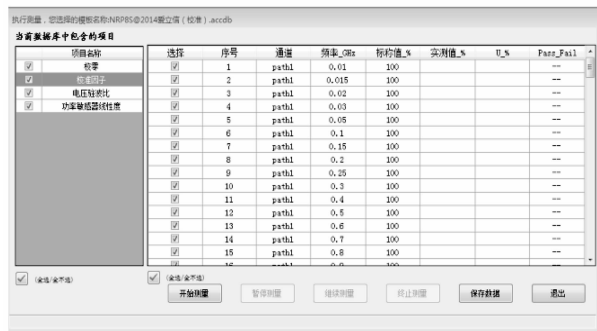 执行测量，您选择的模板名称:NRP8S@2014戴立信（校准）.accdb
当前数据库中包含的项目
项目名称
校零
校准因子
电压驻波比
功率敏感器线性度
(全选/全不选)
选择 序号 通道 频率_GHz 标称值_% 实测值_% U_% Pass_Fail
1 path1 0.01 100 --
2 path1 0.015 100 --
3 path1 0.02 100 --
4 path1 0.03 100 --
5 path1 0.05 100 --
6 path1 0.1 100 --
7 path1 0.15 100 --
8 path1 0.2 100 --
9 path1 0.25 100 --
10 path1 0.3 100 --
11 path1 0.4 100 --
12 path1 0.5 100 --
13 path1 0.6 100 --
14 path1 0.7 100 --
15 path1 0.8 100 --
(全选/全不选)
开始测量 暂停测量 继续测量 终止测量 保存数据 退出